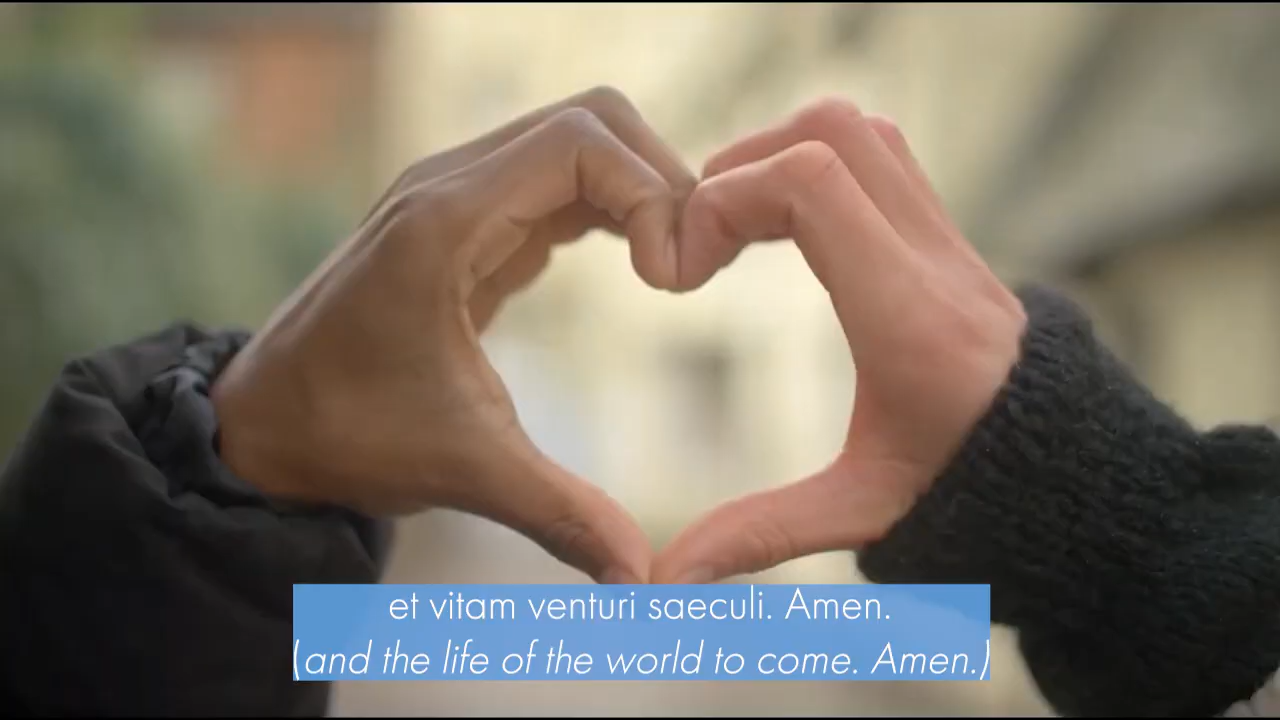 et vitam venturi saeculi. Amen.
(and the life of the world to come. Amen.)